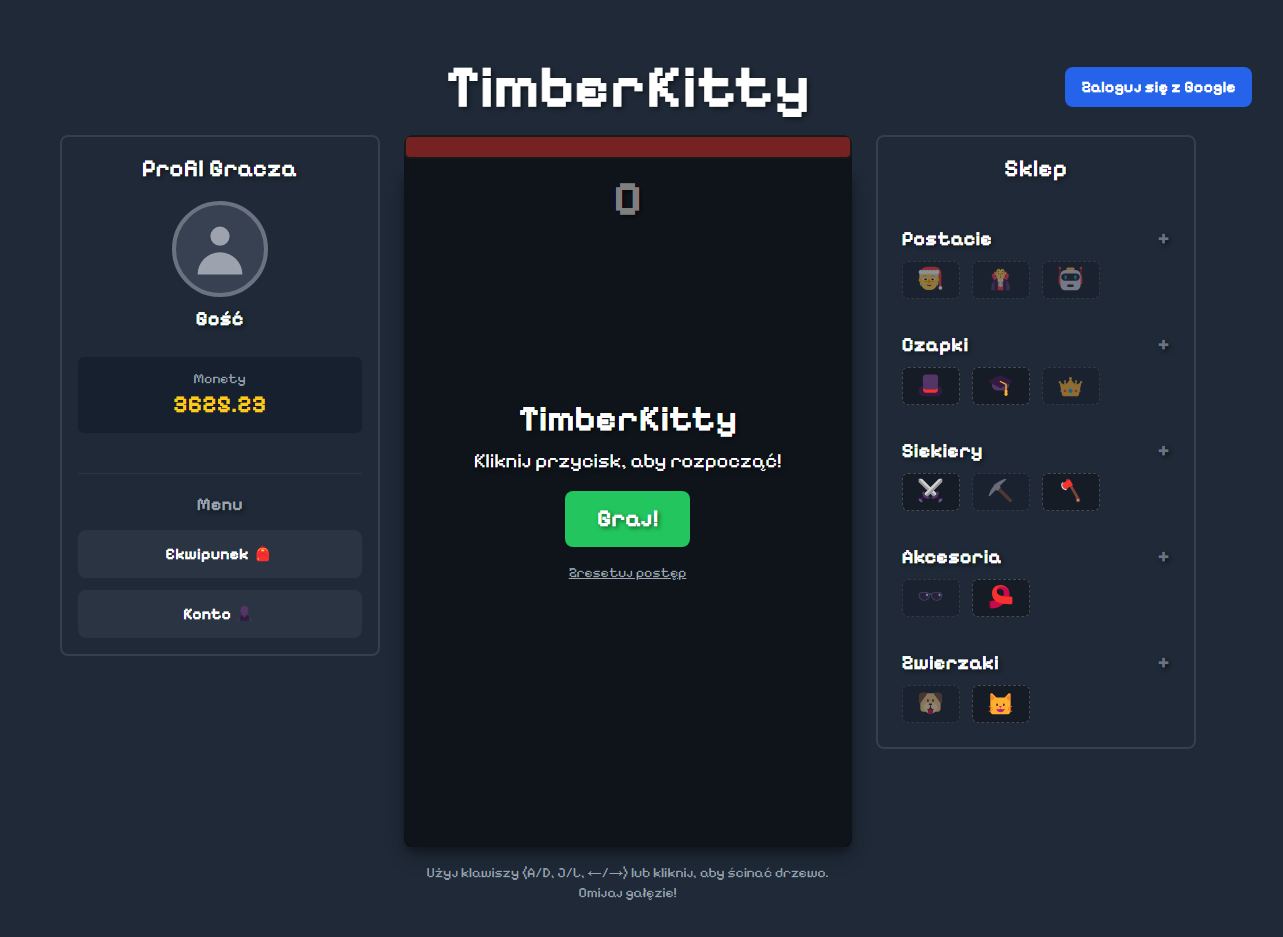 TimberKitty
Zaloguj się z Google
Profil Gracza
Gość
Monety
3628.23
Menu
Ekwipunek
Konto
0
TimberKitty
Kliknij przycisk, aby rozpocząć!
Graj!
Zresetuj postęp
Użyj klawiszy (A/D, J/L, ←/→) lub kliknij, aby ścinać drzewo.
Omijaj gałęzie!
Sklep
Postacie +
Czapki +
Siekiery +
Akcesoria +
Zwierzaki +